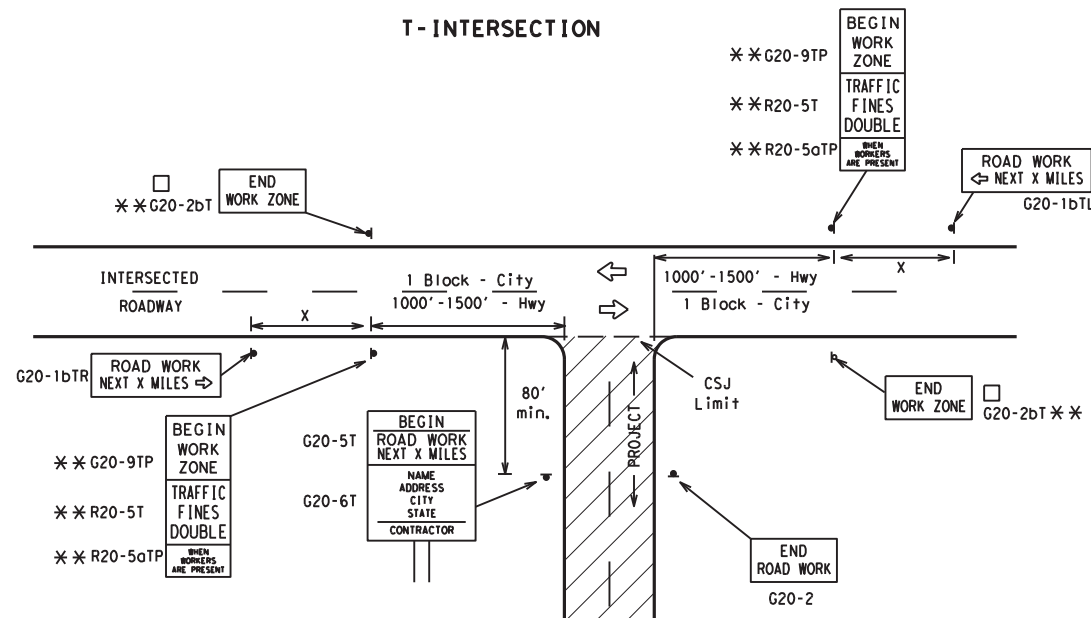 T-INTERSECTION
BEGIN
WORK
ZONE
TRAFFIC
FINES
DOUBLE
WHEN
WORKERS
ARE PRESENT
✱✱G20-9TP
✱✱R20-5T
✱✱R20-5aTP
ROAD WORK
⇦ NEXT X MILES
G20-1bTL
□
✱✱G20-2bT
END
WORK ZONE
INTERSECTED
ROADWAY
1 Block - City
1000'-1500' - Hwy
1000'-1500' - Hwy
1 Block - City
X
X
G20-1bTR
ROAD WORK
NEXT X MILES ⇨
80'
min.
CSJ
Limit
PROJECT
END
WORK ZONE
□
G20-2bT✱✱
✱✱G20-9TP
✱✱R20-5T
✱✱R20-5aTP
BEGIN
WORK
ZONE
TRAFFIC
FINES
DOUBLE
WHEN
WORKERS
ARE PRESENT
G20-5T
G20-6T
BEGIN
ROAD WORK
NEXT X MILES
NAME
ADDRESS
CITY
STATE
CONTRACTOR
END
ROAD WORK
G20-2